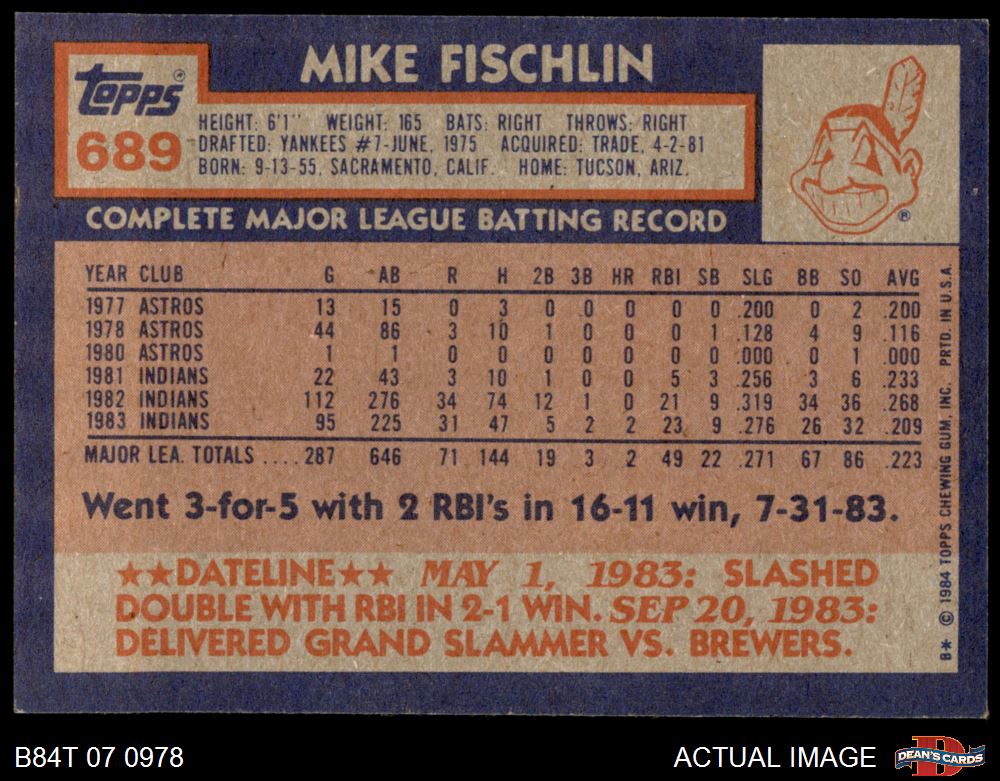 MIKE FISCHLIN
Topps
689
HEIGHT: 6'1" WEIGHT: 165 BATS: RIGHT THROWS: RIGHT
DRAFTED: YANKEES #7-JUNE, 1975 ACQUIRED: TRADE, 4-2-81
BORN: 9-13-55, SACRAMENTO, CALIF. HOME: TUCSON, ARIZ.
®
COMPLETE MAJOR LEAGUE BATTING RECORD
YEAR CLUB G AB R H 2B 3B HR RBI SB SLG BB SO AVG
1977 ASTROS 13 15 0 3 0 0 0 0 0 .200 0 2 .200
1978 ASTROS 44 86 3 10 1 0 0 0 1 .128 4 9 .116
1980 ASTROS 1 1 0 0 0 0 0 0 0 .000 0 1 .000
1981 INDIANS 22 43 3 10 1 0 0 5 3 .256 3 6 .233
1982 INDIANS 112 276 34 74 12 1 0 21 9 .319 34 36 .268
1983 INDIANS 95 225 31 47 5 2 2 23 9 .276 26 32 .209
MAJOR LEA. TOTALS ....287 646 71 144 19 3 2 49 22 .271 67 86 .223
Went 3-for-5 with 2 RBI's in 16-11 win, 7-31-83.
★★DATELINE★★ MAY 1, 1983: SLASHED
DOUBLE WITH RBI IN 2-1 WIN. SEP 20, 1983:
DELIVERED GRAND SLAMMER VS. BREWERS.
B* © 1984 TOPPS CHEWING GUM, INC. PRTD. IN U.S.A.
B84T 07 0978
ACTUAL IMAGE
D
DEAN'S CARDS